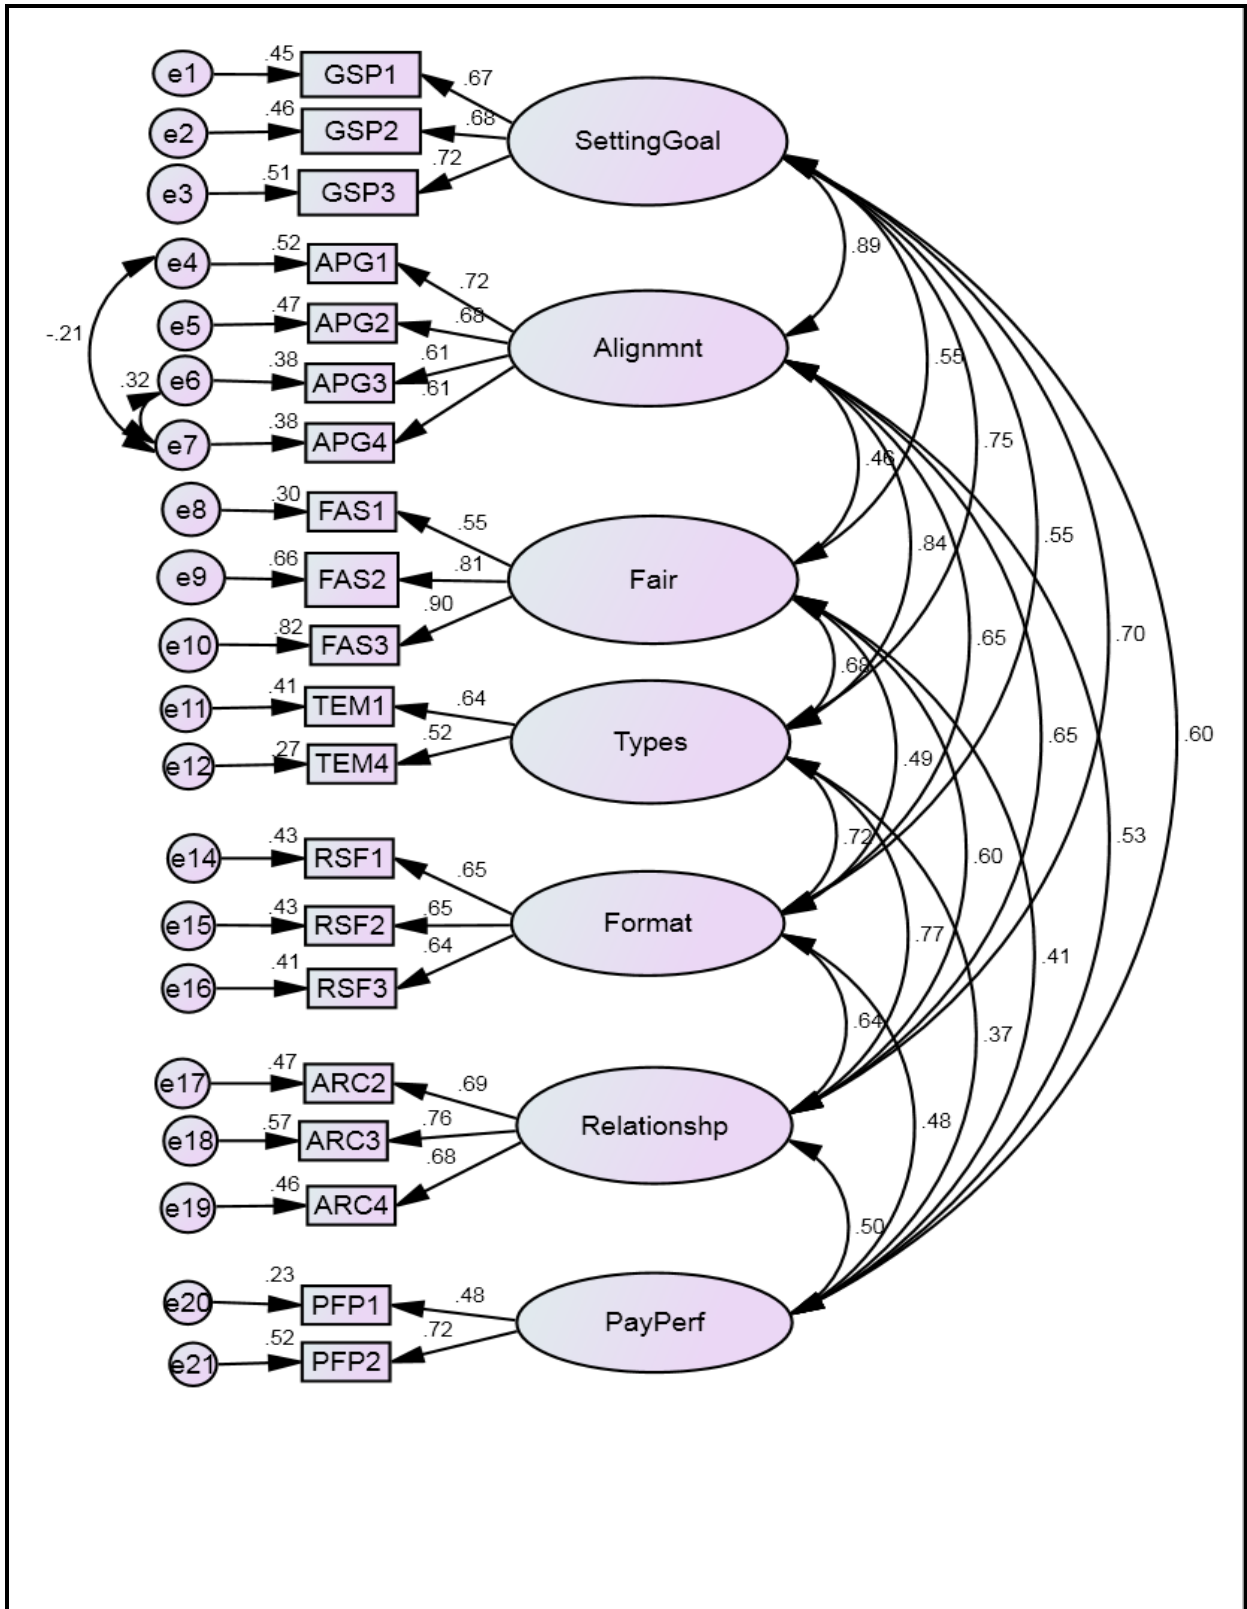 e1 .45 GSP1 .67
e2 .46 GSP2 .68
SettingGoal
e3 .51 GSP3 .72
.89
e4 .52 APG1 .72
-.21
e5 .47 APG2 .68
Alignmnt
.55
.32 e6 .38 APG3 .61
e7 .38 APG4 .61
.75
.46
e8 .30 FAS1 .55
.84 .55
e9 .66 FAS2 .81
Fair
e10 .82 FAS3 .90
.68 .65 .70
e11 .41 TEM1 .64
Types
.65 .60
e12 .27 TEM4 .52
.49
.72 .60 .53
e14 .43 RSF1 .65
e15 .43 RSF2 .65
Format
.77 .41
e16 .41 RSF3 .64
.64 .37
e17 .47 ARC2 .69
Relationshp
.48
e18 .57 ARC3 .76
e19 .46 ARC4 .68
.50
e20 .23 PFP1 .48
PayPerf
e21 .52 PFP2 .72